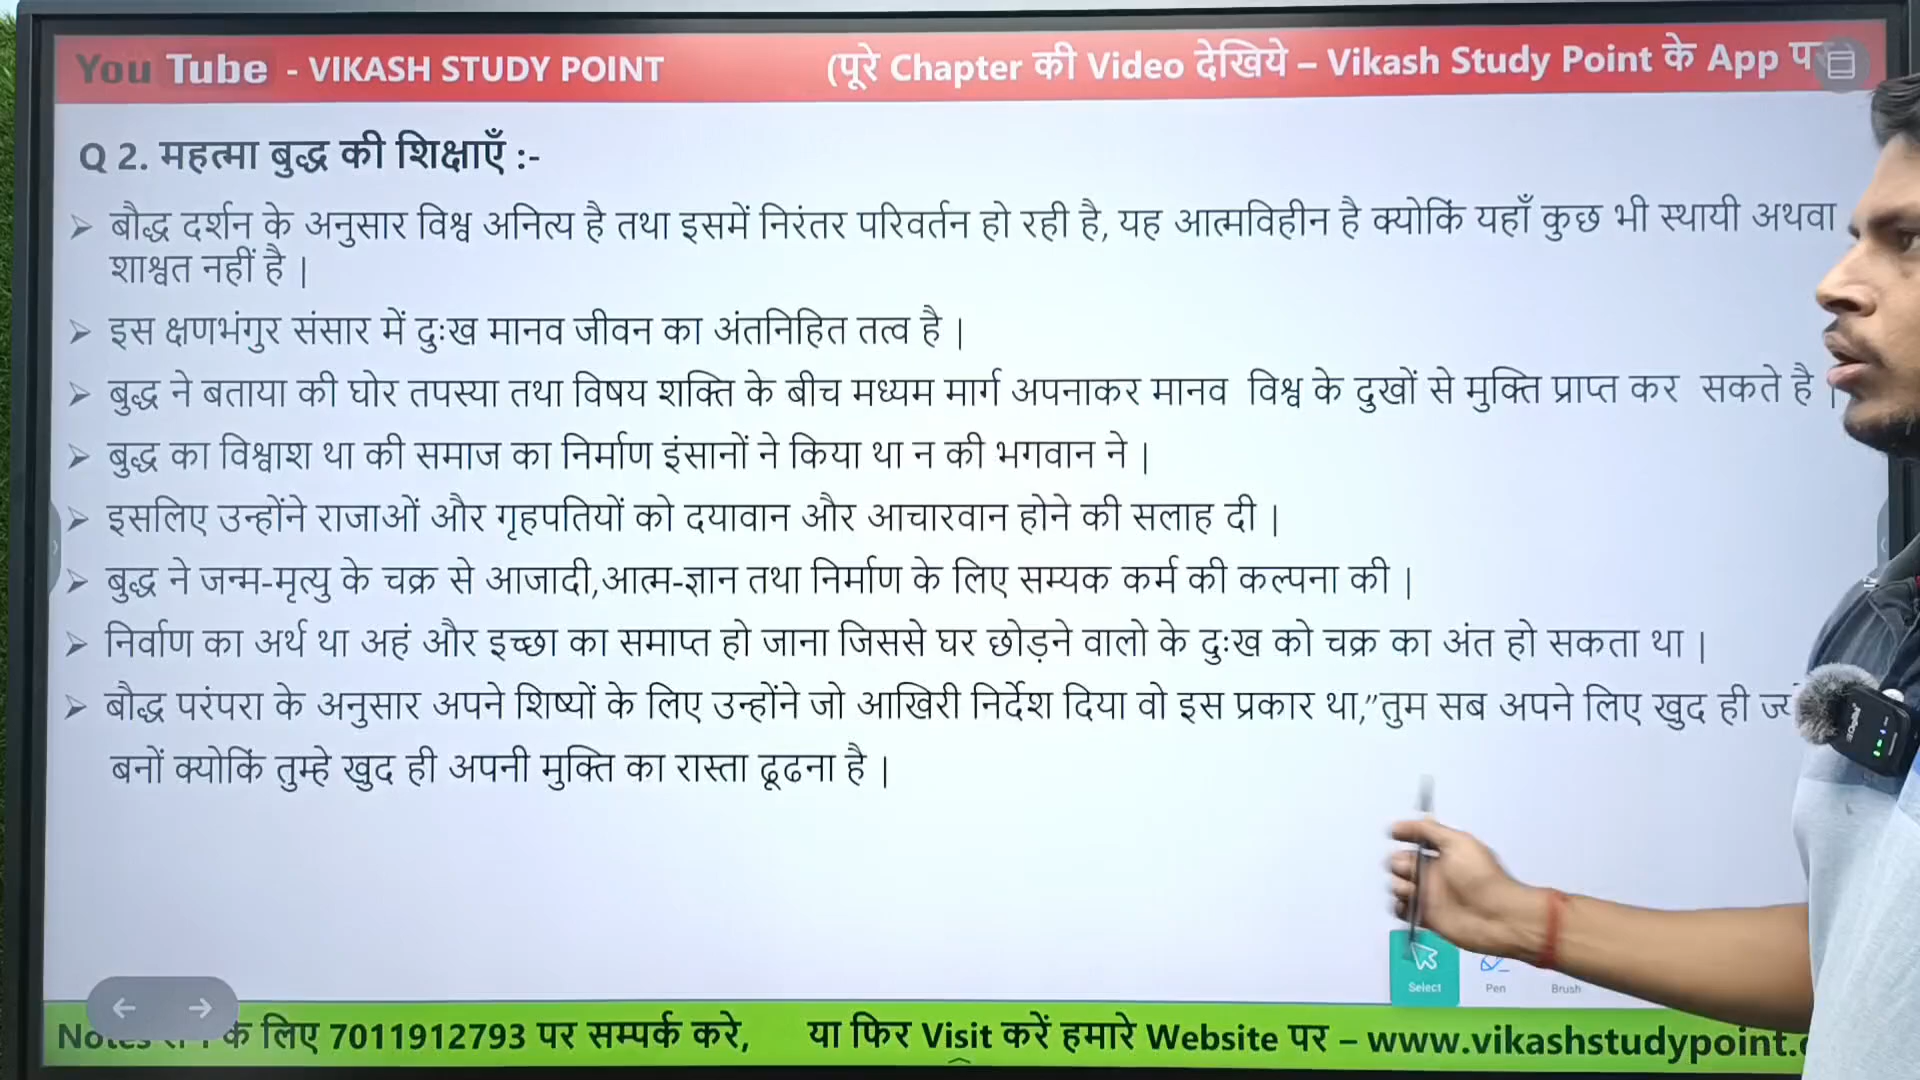 You Tube - VIKASH STUDY POINT (पूरे Chapter की Video देखिये – Vikash Study Point के App
Q 2. महत्मा बुद्ध की शिक्षाएँ :-
➢ बौद्ध दर्शन के अनुसार विश्व अनित्य है तथा इसमें निरंतर परिवर्तन हो रही है, यह आत्मविहीन है क्योकिं यहाँ कुछ भी स्थायी अथवा
शाश्वत नहीं है |
➢ इस क्षणभंगुर संसार में दुःख मानव जीवन का अंतनिहित तत्व है |
➢ बुद्ध ने बताया की घोर तपस्या तथा विषय शक्ति के बीच मध्यम मार्ग अपनाकर मानव विश्व के दुखों से मुक्ति प्राप्त कर सकते है |
➢ बुद्ध का विश्वाश था की समाज का निर्माण इंसानों ने किया था न की भगवान ने |
➢ इसलिए उन्होंने राजाओं और गृहपतियों को दयावान और आचारवान होने की सलाह दी |
➢ बुद्ध ने जन्म-मृत्यु के चक्र से आजादी,आत्म-ज्ञान तथा निर्माण के लिए सम्यक कर्म की कल्पना की |
➢ निर्वाण का अर्थ था अहं और इच्छा का समाप्त हो जाना जिससे घर छोड़ने वालो के दुःख को चक्र का अंत हो सकता था |
➢ बौद्ध परंपरा के अनुसार अपने शिष्यों के लिए उन्होंने जो आखिरी निर्देश दिया वो इस प्रकार था,”तुम सब अपने लिए खुद ही
बनों क्योकिं तुम्हे खुद ही अपनी मुक्ति का रास्ता ढूढना है |
Select Pen Brush
के लिए 7011912793 पर सम्पर्क करे, या फिर Visit करें हमारे Website पर – www.vikashstudypoint.